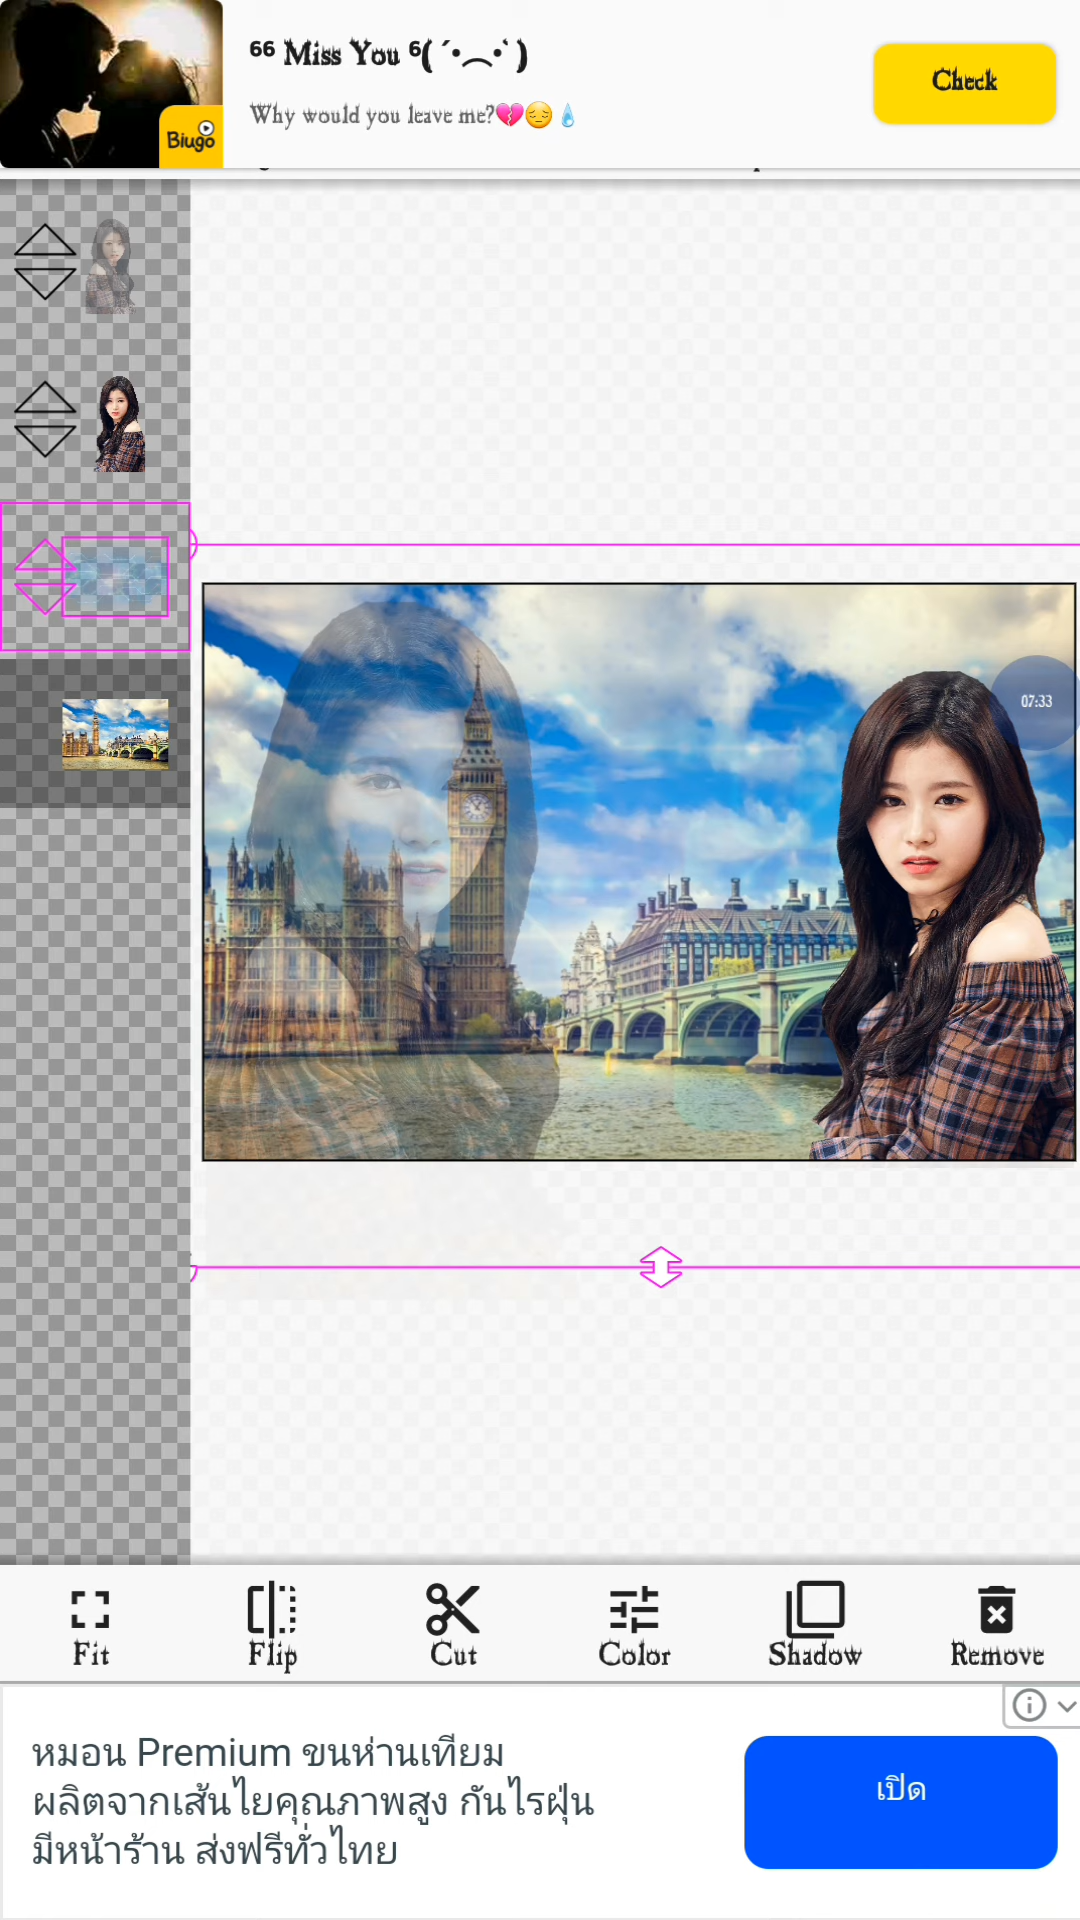 66 Miss You 6( ´•︵•` )
Why would you leave me?💔😔💧
Check
Biugo
07:33
Fit
Flip
Cut
Color
Shadow
Remove
หมอน Premium ขนห่านเทียม
ผลิตจากเส้นใยคุณภาพสูง กันไรฝุ่น
มีหน้าร้าน ส่งฟรีทั่วไทย
เปิด